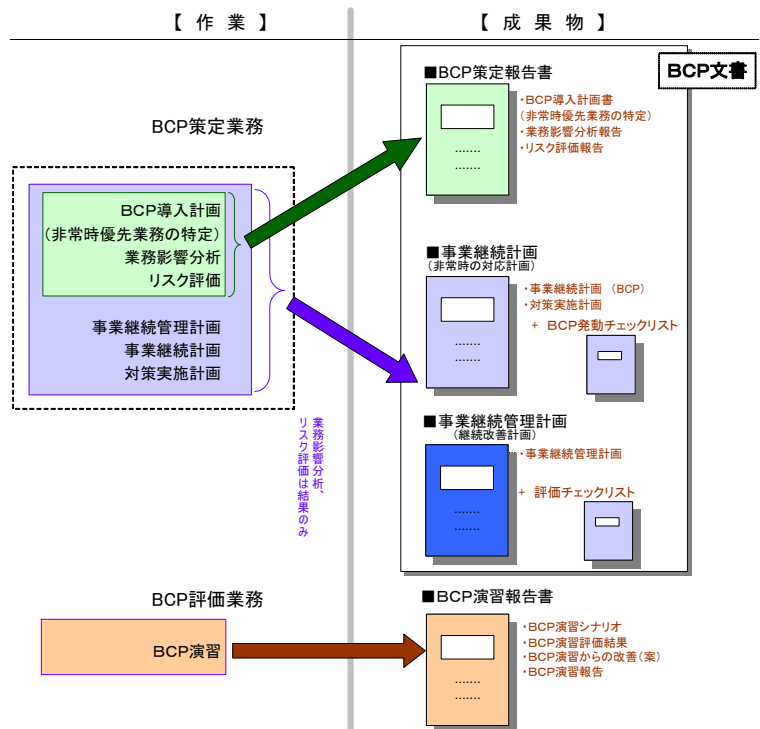 【 作 業 】
【 成 果 物 】
BCP文書
BCP策定業務
BCP導入計画
(非常時優先業務の特定)
業務影響分析
リスク評価
事業継続管理計画
事業継続計画
対策実施計画
業務影響分析、
リスク評価は結果のみ
■BCP策定報告書
・BCP導入計画書
(非常時優先業務の特定)
・業務影響分析報告
・リスク評価報告
■事業継続計画
(非常時の対応計画)
・事業継続計画 (BCP)
・対策実施計画
+ BCP発動チェックリスト
■事業継続管理計画
(継続改善計画)
・事業継続管理計画
+ 評価チェックリスト
BCP評価業務
BCP演習
■BCP演習報告書
・BCP演習シナリオ
・BCP演習評価結果
・BCP演習からの改善(案)
・BCP演習報告